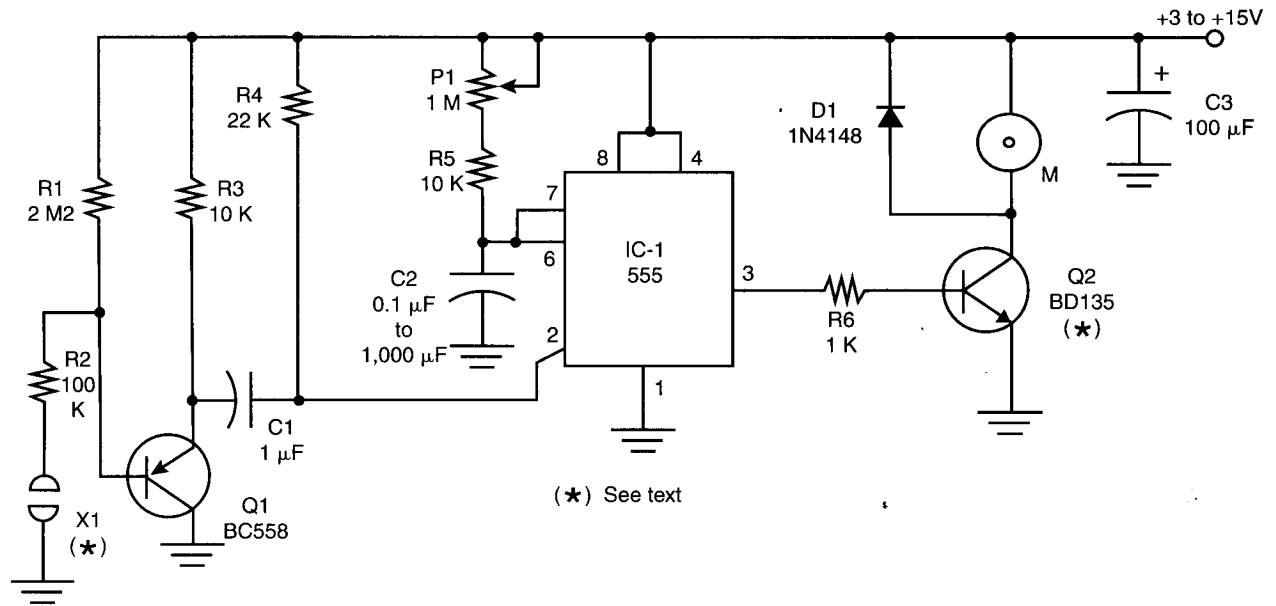 +3 to +15V
P1
1 M
R4
22 K
+
C3
100 µF
D1
1N4148
M
8
4
R5
10 K
R1
2 M2
R3
10 K
7
6
IC-1
555
3
C2
0.1 µF
to
1,000 µF
2
R6
1 K
Q2
BD135
(*)
R2
100
K
1
C1
1 µF
(*) See text
X1
(*)
Q1
BC558